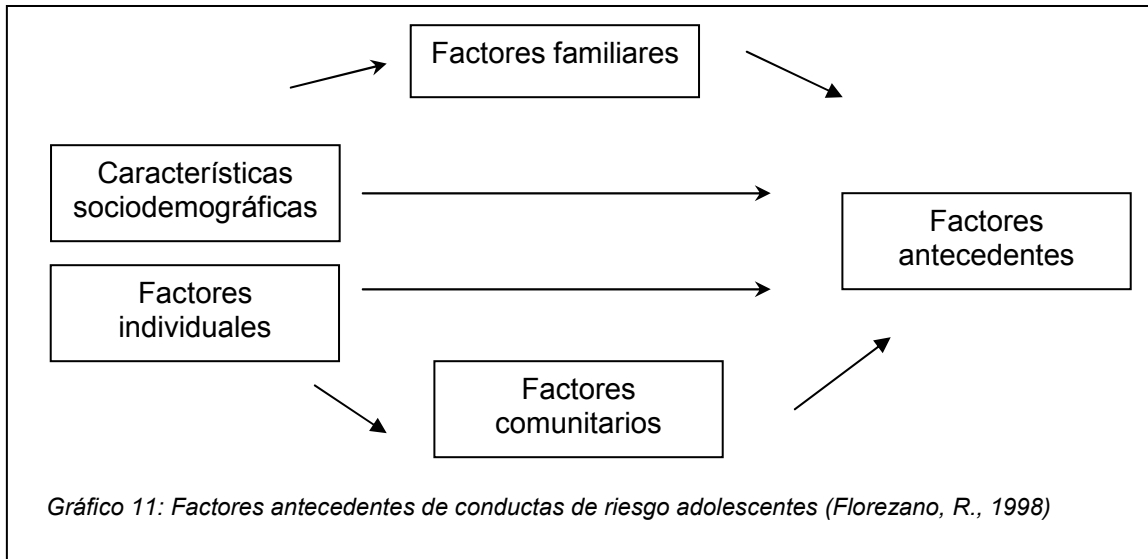 Factores familiares
Características
sociodemográficas
Factores
individuales
Factores
antecedentes
Factores
comunitarios
Gráfico 11: Factores antecedentes de conductas de riesgo adolescentes (Florezano, R., 1998)